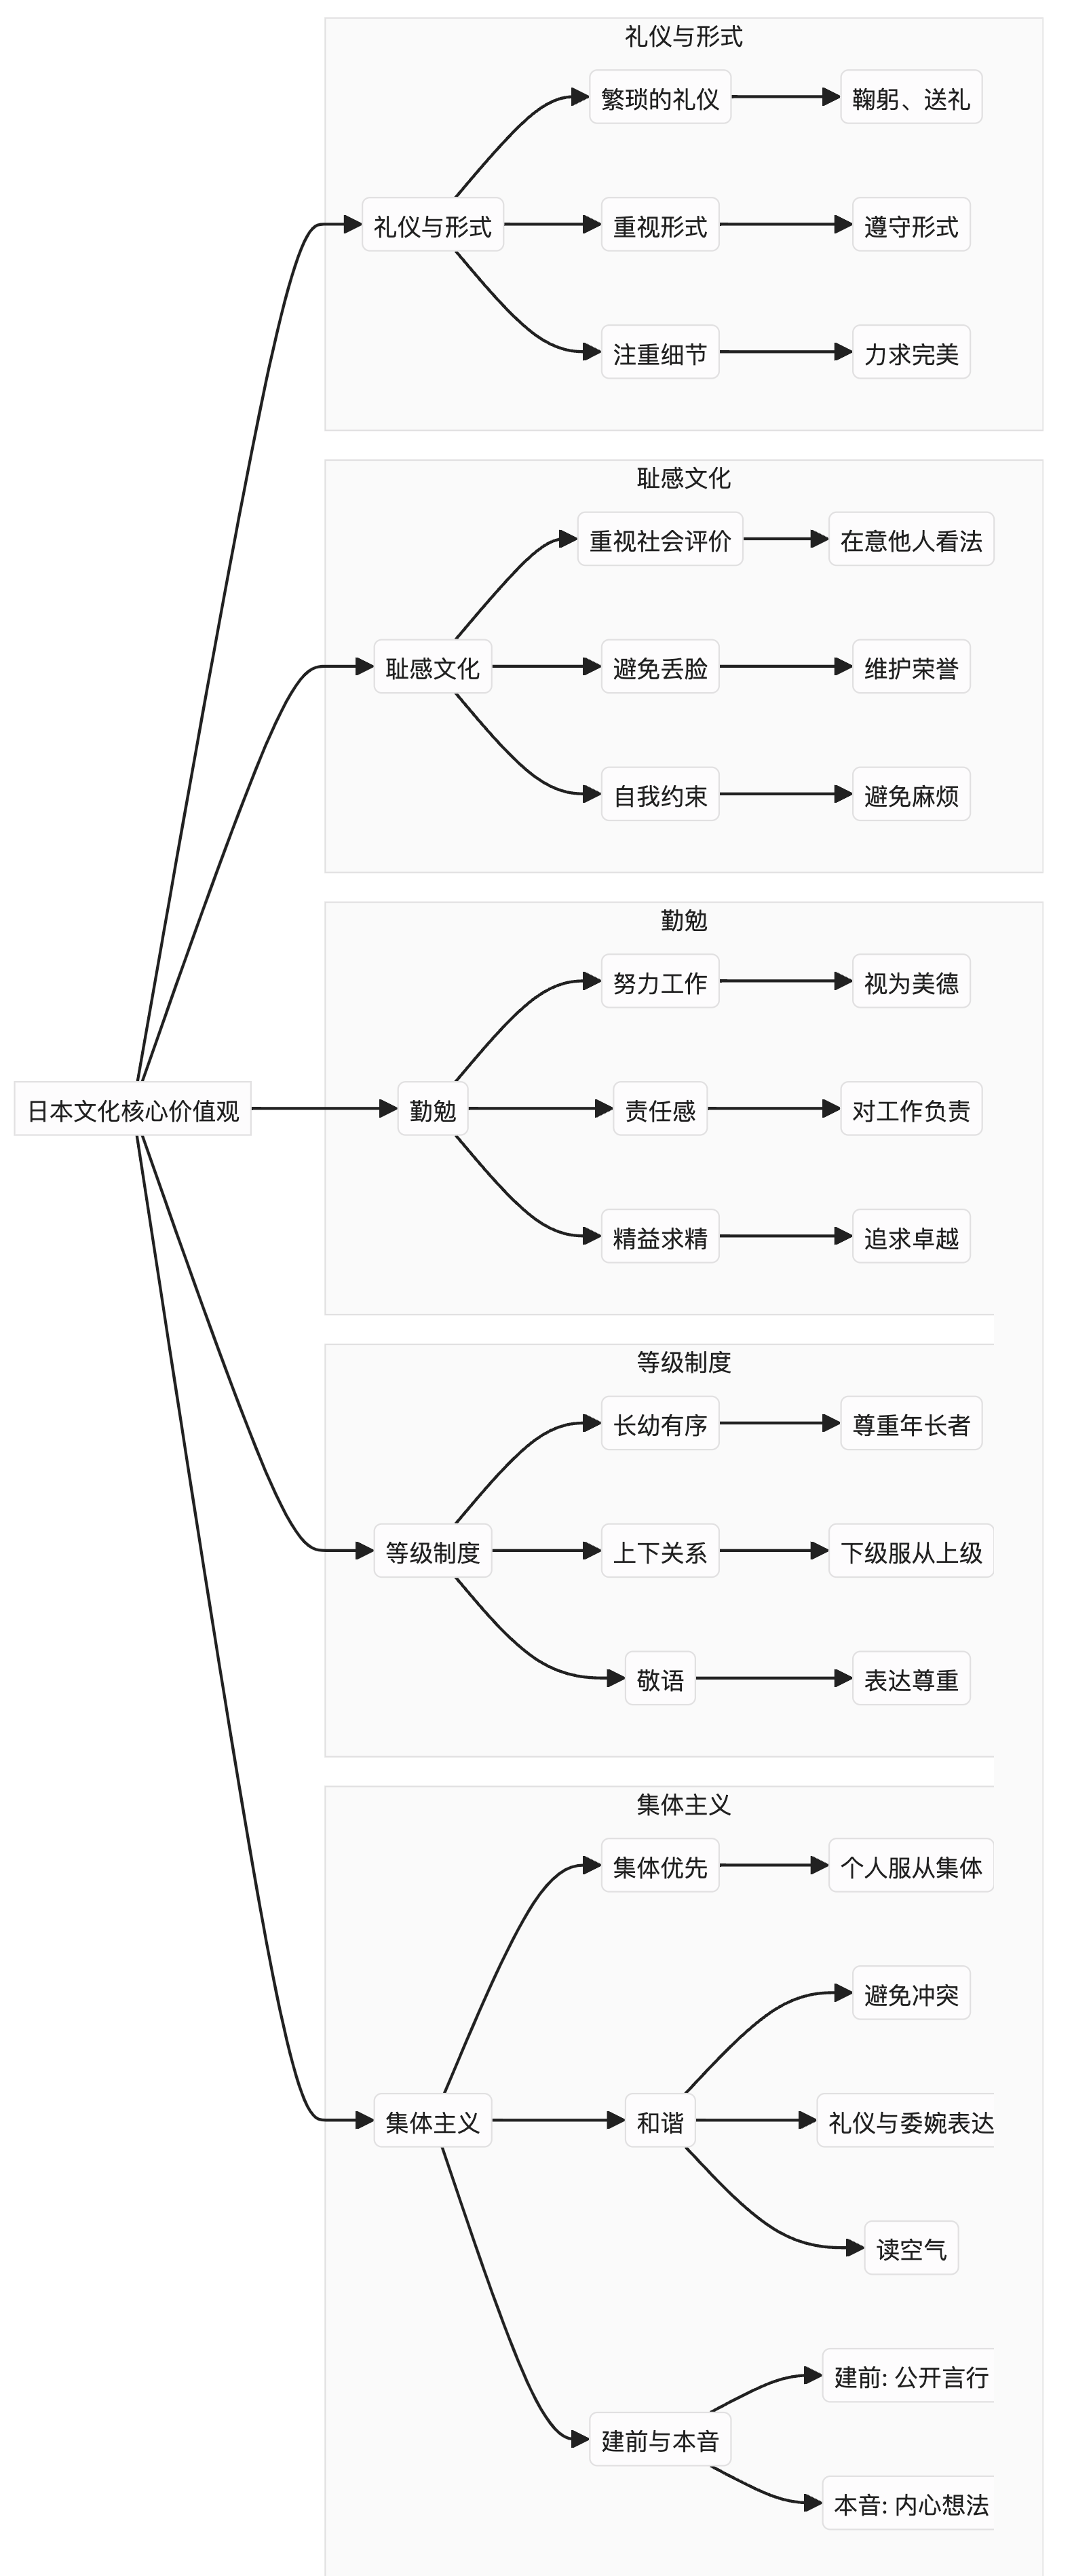 礼仪与形式
繁琐的礼仪
鞠躬、送礼
礼仪与形式
重视形式
遵守形式
注重细节
力求完美
耻感文化
重视社会评价
在意他人看法
耻感文化
避免丢脸
维护荣誉
自我约束
避免麻烦
勤勉
努力工作
视为美德
日本文化核心价值观
勤勉
责任感
对工作负责
精益求精
追求卓越
等级制度
长幼有序
尊重年长者
等级制度
上下关系
下级服从上级
敬语
表达尊重
集体主义
集体优先
个人服从集体
避免冲突
集体主义
和谐
礼仪与委婉表达
读空气
建前: 公开言行
建前与本音
本音: 内心想法